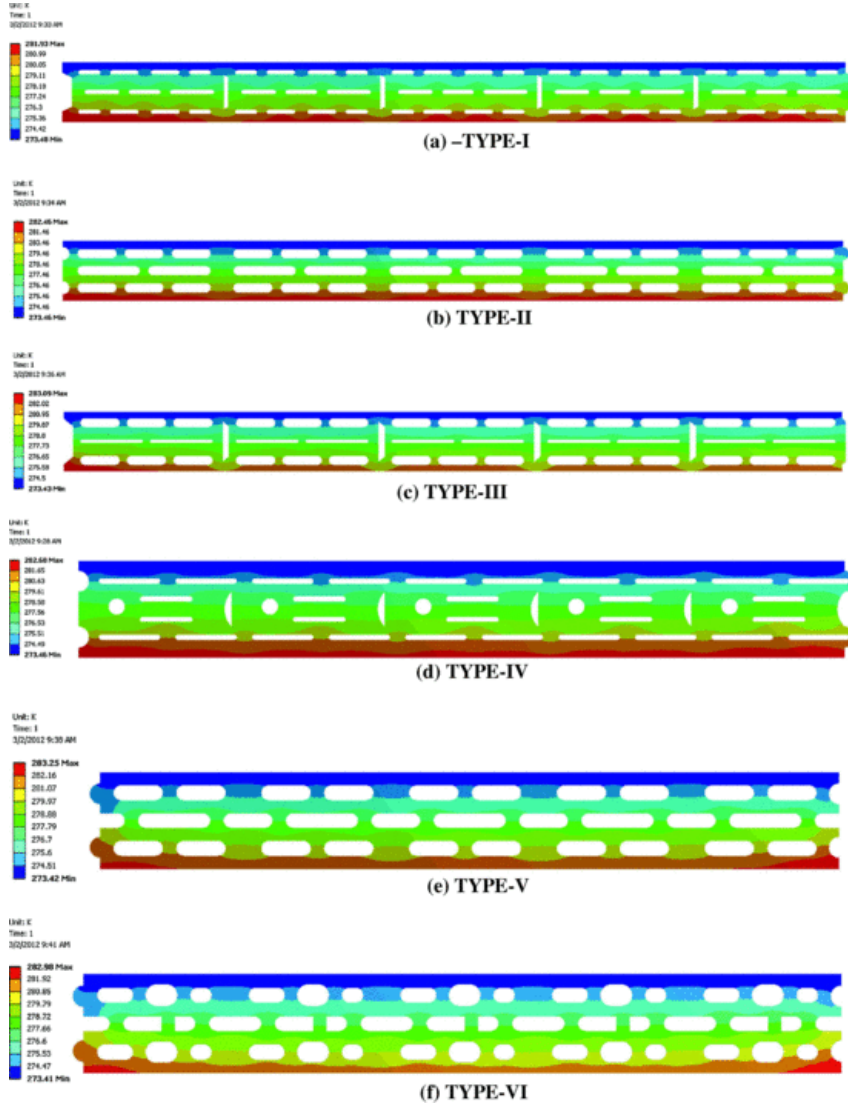 Unit: K
Time: 1
3/2/2012 9:33 AM
281.93 Max
280.99
280.05
279.11
278.18
277.24
276.3
275.36
274.42
273.48 Min
(a) –TYPE-I
Unit: K
Time: 1
3/2/2012 9:34 AM
282.46 Max
281.46
280.46
279.46
278.46
277.46
276.46
275.46
274.46
273.46 Min
(b) TYPE-II
Unit: K
Time: 1
3/2/2012 9:36 AM
283.09 Max
282.02
280.95
279.87
278.8
277.73
276.65
275.58
274.5
273.43 Min
(c) TYPE-III
Unit: K
Time: 1
282.68 Max
281.65
280.63
279.61
278.58
277.56
276.53
275.51
274.48
273.46 Min
(d) TYPE-IV
Unit: K
Time: 1
3/2/2012 9:38 AM
283.25 Max
282.16
281.07
279.97
278.88
277.79
276.7
275.6
274.51
273.42 Min
(e) TYPE-V
Unit: K
Time: 1
3/2/2012 9:41 AM
282.98 Max
281.92
280.85
279.79
278.72
277.66
276.6
275.53
274.47
273.41 Min
(f) TYPE-VI